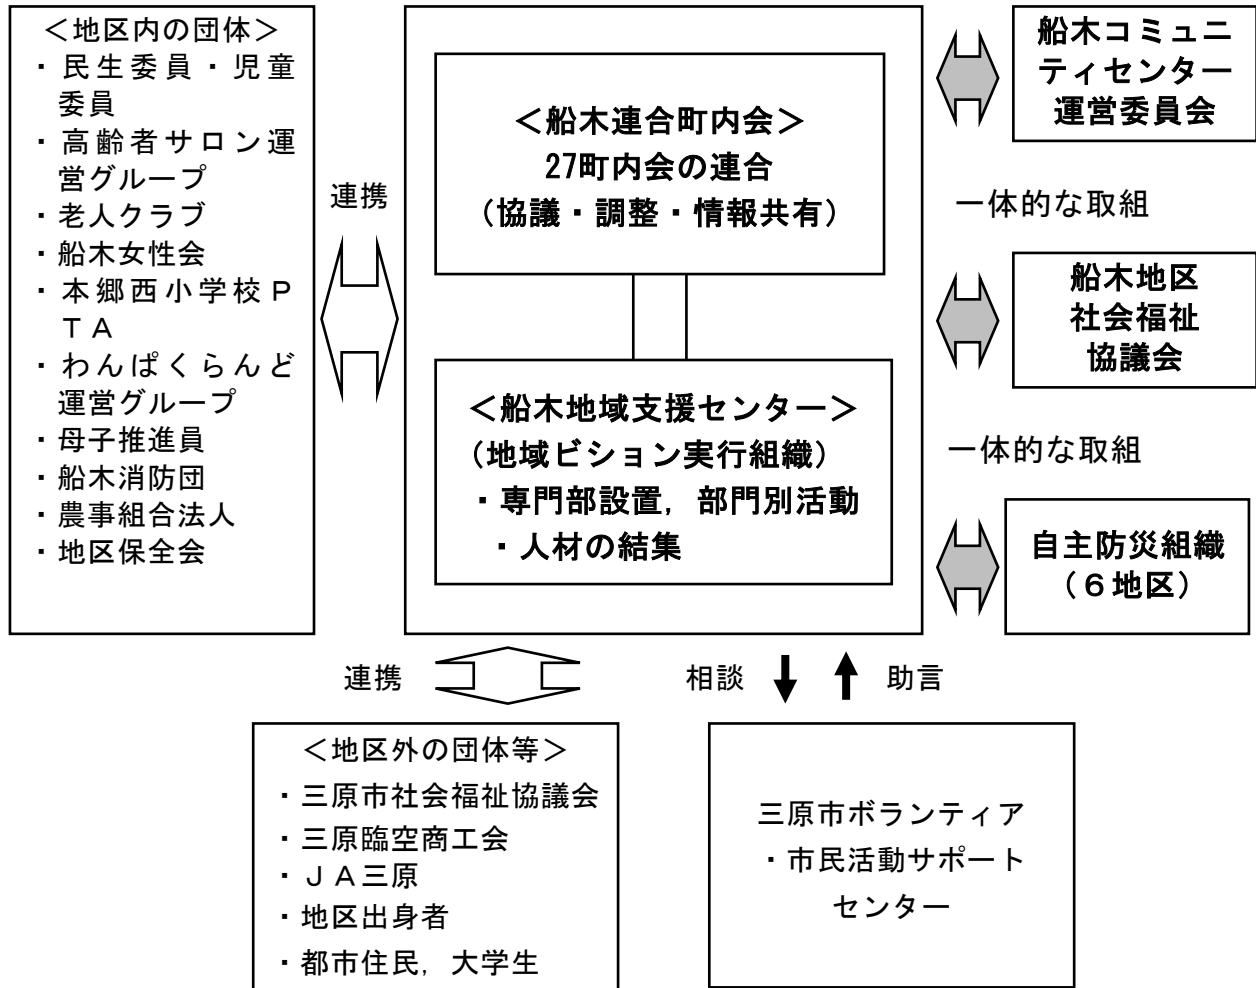 ＜地区内の団体＞
・民生委員・児童
委員
・高齢者サロン運
営グループ
・老人クラブ
・船木女性会
・本郷西小学校Ｐ
ＴＡ
・わんぱくらんど
運営グループ
・母子推進員
・船木消防団
・農事組合法人
・地区保全会
連携
＜船木連合町内会＞
27町内会の連合
（協議・調整・情報共有）
＜船木地域支援センター＞
（地域ビション実行組織）
・専門部設置，部門別活動
・人材の結集
船木コミュニ
ティセンター
運営委員会
一体的な取組
船木地区
社会福祉
協議会
一体的な取組
自主防災組織
（６地区）
連携
相談
助言
＜地区外の団体等＞
・三原市社会福祉協議会
・三原臨空商工会
・ＪＡ三原
・地区出身者
・都市住民，大学生
三原市ボランティア
・市民活動サポート
センター